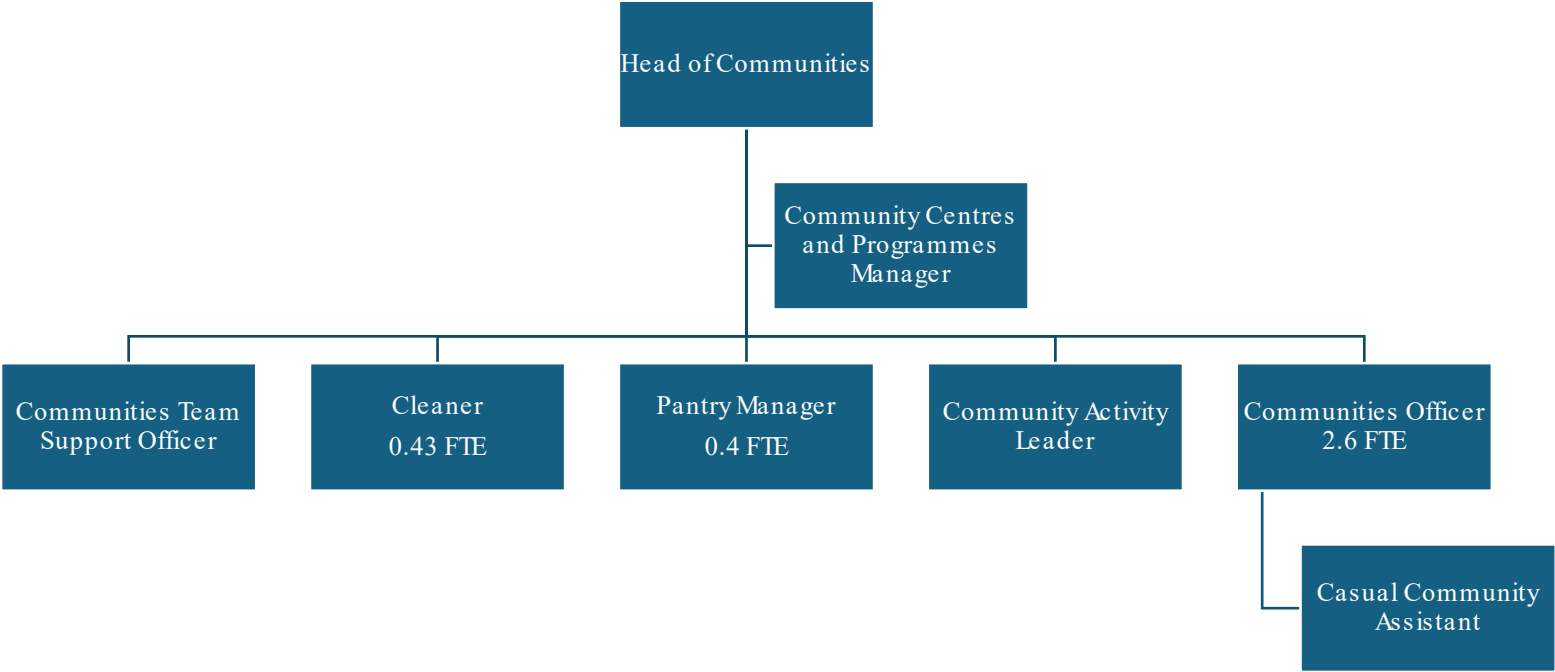 Head of Communities
Community Centres
and Programmes
Manager
Communities Team
Support Officer
Cleaner
0.43 FTE
Pantry Manager
0.4 FTE
Community Activity
Leader
Communities Officer
2.6 FTE
Casual Community
Assistant